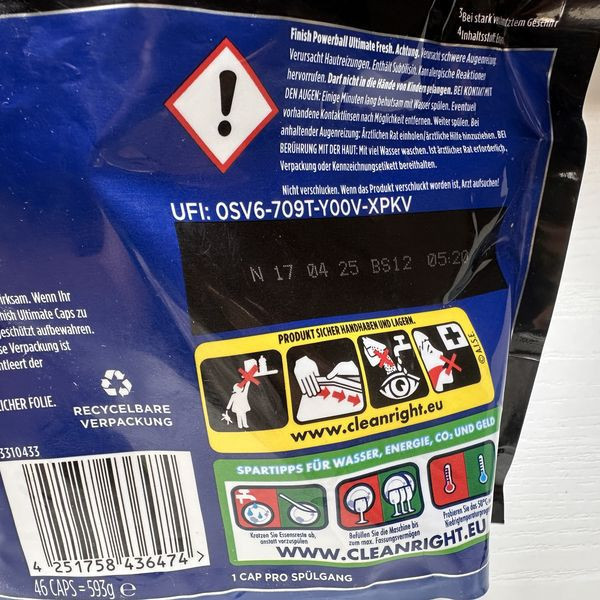 ³Bei stark
⁴Inhaltsstoff
Finish Powerball Ultimate Fresh. Achtung. Verursacht schwere Augenreizung.
Verursacht Hautreizungen. Enthält Subtilisin. Kann allergische Reaktionen
hervorrufen. Darf nicht in die Hände von Kindern gelangen. BEI KONTAKT MIT
DEN AUGEN: Einige Minuten lang behutsam mit Wasser spülen. Eventuell
vorhandene Kontaktlinsen nach Möglichkeit entfernen. Weiter spülen. Bei
anhaltender Augenreizung: Ärztlichen Rat einholen/ärztliche Hilfe hinzuziehen. BEI
BERÜHRUNG MIT DER HAUT: Mit viel Wasser waschen. Ist ärztlicher Rat erforderlich,
Verpackung oder Kennzeichnungsetikett bereithalten.
Nicht verschlucken. Wenn das Produkt verschluckt worden ist, Arzt aufsuchen!
UFI: 0SV6-709T-Y00V-XPKV
N 17 04 25 BS12 05:20
PRODUKT SICHER HANDHABEN UND LAGERN.
© A.I.S.E.
www.cleanright.eu
irksam. Wenn Ihr
nish Ultimate Caps zu
geschützt aufbewahren.
se Verpackung ist
ntleert der
LICHER FOLIE.
RECYCELBARE
VERPACKUNG
3310433
4 251758 436474 >
46 CAPS = 593g e
SPARTIPPS FÜR WASSER, ENERGIE, CO₂ UND GELD
Kratzen Sie Essensreste ab,
anstatt vorzuspülen
Befüllen Sie die Maschine bis
zum max. Fassungsvermögen
Probieren Sie das 50°C
Niedrigtemperaturprogr
WWW.CLEANRIGHT.EU
1 CAP PRO SPÜLGANG